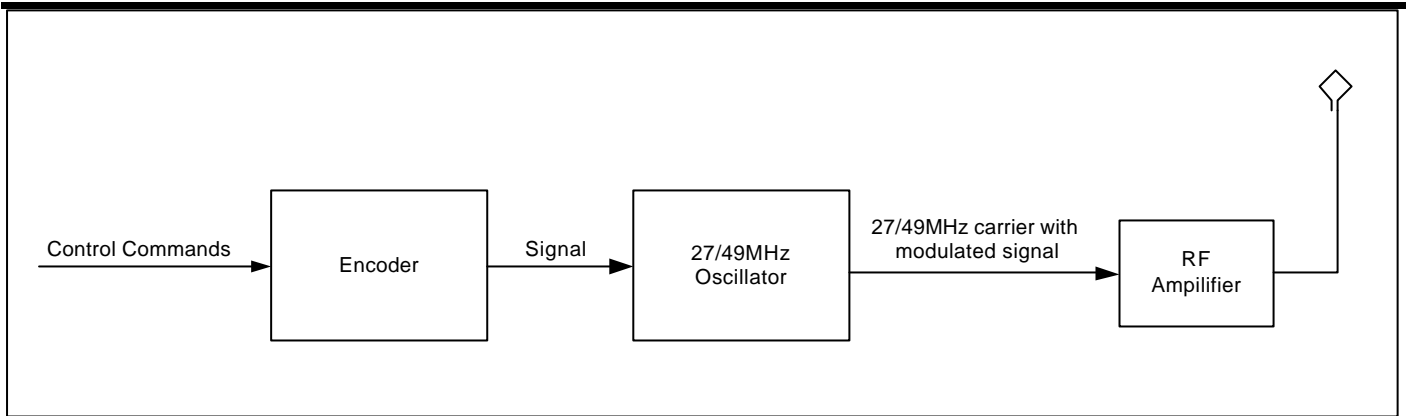 Control Commands
Encoder
Signal
27/49MHz
Oscillator
27/49MHz carrier with
modulated signal
RF
Ampilifier